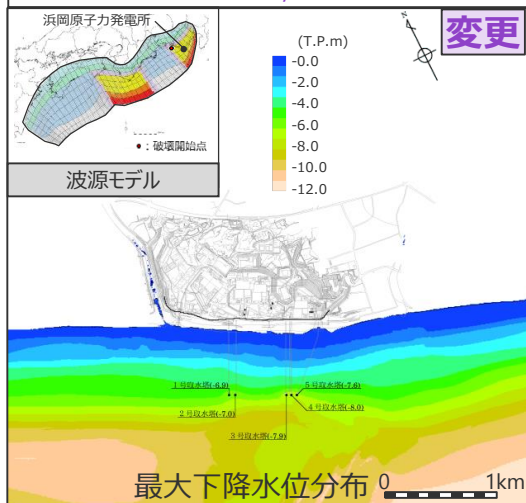 浜岡原子力発電所
変更
N
(T.P.m)
-0.0
-2.0
-4.0
-6.0
-8.0
-10.0
-12.0
●:破壊開始点
波源モデル
1号取水塔(-6.9)
5号取水塔(-7.6)
2号取水塔(-7.0)
4号取水塔(-8.0)
3号取水塔(-7.9)
最大下降水位分布
0 1km